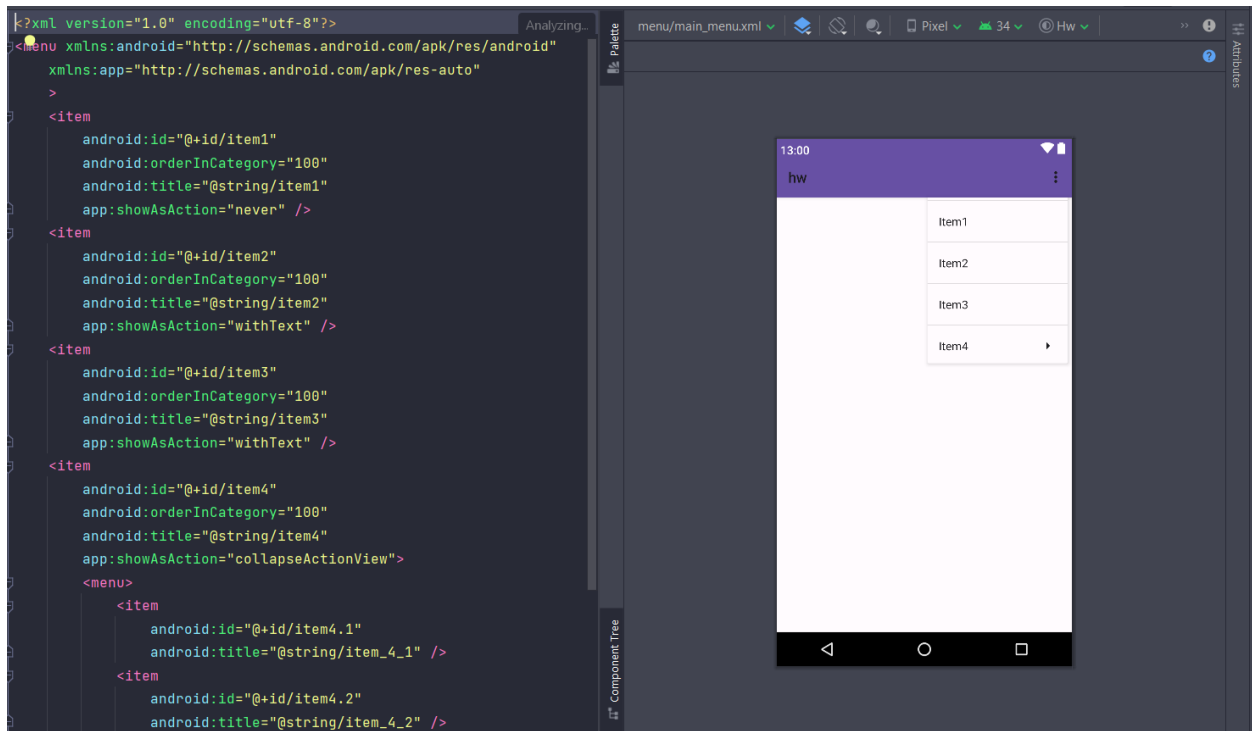 <?xml version="1.0" encoding="utf-8"?>
Analyzing...
<menu xmlns:android="http://schemas.android.com/apk/res/android"
xmlns:app="http://schemas.android.com/apk/res-auto"
>
<item
android:id="@+id/item1"
android:orderInCategory="100"
android:title="@string/item1"
app:showAsAction="never" />
<item
android:id="@+id/item2"
android:orderInCategory="100"
android:title="@string/item2"
app:showAsAction="withText" />
<item
android:id="@+id/item3"
android:orderInCategory="100"
android:title="@string/item3"
app:showAsAction="withText" />
<item
android:id="@+id/item4"
android:orderInCategory="100"
android:title="@string/item4"
app:showAsAction="collapseActionView">
<menu>
<item
android:id="@+id/item4.1"
android:title="@string/item_4_1" />
<item
android:id="@+id/item4.2"
android:title="@string/item_4_2" />
Palette
Component Tree
menu/main_menu.xml Pixel 34 Hw >>
Attributes
13:00
hw
Item1
Item2
Item3
Item4